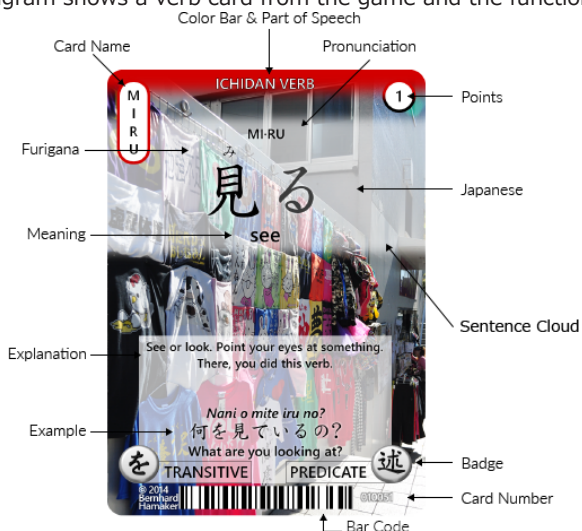 gram shows a verb card from the game and the function
Color Bar & Part of Speech
Card Name
Pronunciation
ICHIDAN VERB
MIRU
1
Points
MI·RU
Furigana
み
見る
Japanese
Meaning
see
Sentence Cloud
Explanation
See or look. Point your eyes at something.
There, you did this verb.
Nani o mite iru no?
Example
何を見ているの?
What are you looking at?
を
TRANSITIVE
PREDICATE
述
Badge
© 2014
Bernhard
Hamaker
010051
Card Number
Bar Code